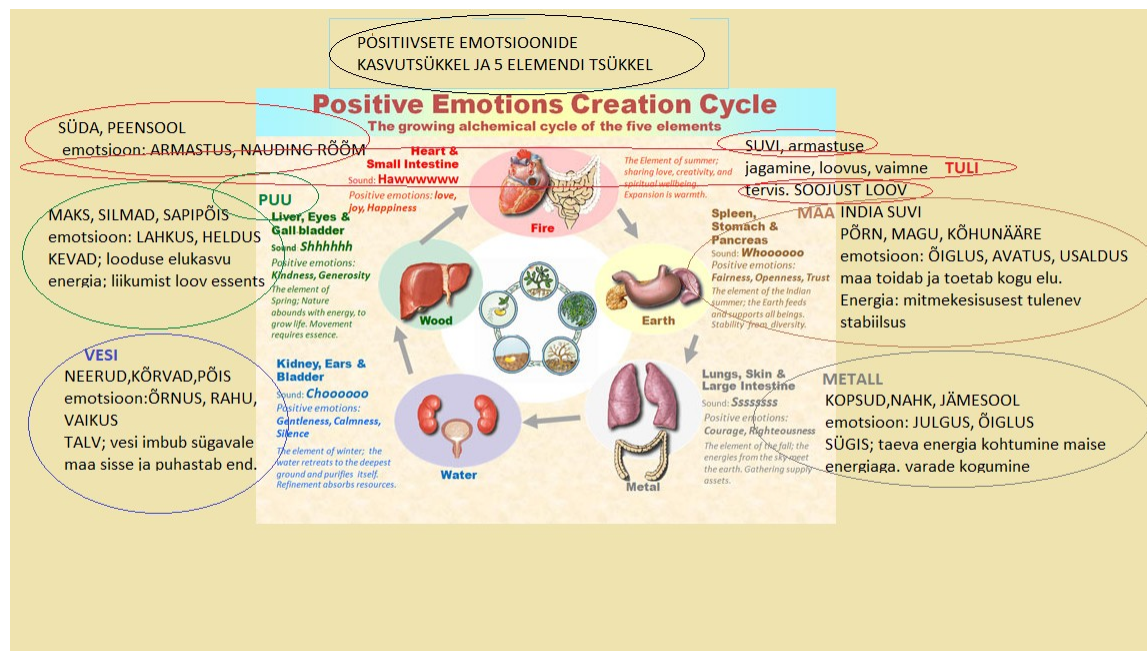 POSITIIVSETE EMOTSIOONIDE
KASVUTSÜKKEL JA 5 ELEMENDI TSÜKKEL
Positive Emotions Creation Cycle
The growing alchemical cycle of the five elements
SÜDA, PEENSOOL
emotsioon: ARMASTUS, NAUDING RÕÕM
Heart &
Small Intestine
Sound: Hawwwwww
Positive emotions: love,
joy, Happiness
Fire
The Element of summer;
sharing love, creativity, and
spiritual wellbeing.
Expansion is warmth.
SUVI, armastuse
jagamine, loovus, vaimne TULI
tervis. SOOJUST LOOV
PUU
MAKS, SILMAD, SAPIPÕIS
emotsioon: LAHKUS, HELDUS
KEVAD; looduse elukasvu
energia; liikumist loov essents
Liver, Eyes &
Gall bladder
Sound Shhhhhh
Positive emotions:
Kindness, Generosity
The element of
Spring; Nature
abounds with energy, to
grow life. Movement
requires essence.
Wood
Spleen,
Stomach &
Pancreas
Sound: Whoooooo
Positive emotions:
Fairness, Openness, Trust
The element of the Indian
summer; the Earth feeds
and supports all beings.
Stability from diversity.
Earth
MAA INDIA SUVI
PÕRN, MAGU, KÕHUNÄÄRE
emotsioon: ÕIGLUS, AVATUS, USALDUS
maa toidab ja toetab kogu elu.
Energia: mitmekesisusest tulenev
stabiilsus
VESI
NEERUD,KÕRVAD,PÕIS
emotsioon:ÕRNUS, RAHU,
VAIKUS
TALV; vesi imbub sügavale
maa sisse ja puhastab end.
Kidney, Ears &
Bladder
Sound: Choooooo
Positive emotions:
Gentleness, Calmness,
Silence
The element of winter; the
water retreats to the deepest
ground and purifies itself.
Refinement absorbs resources.
Water
Lungs, Skin &
Large Intestine
Sound: Sssssss
Positive emotions:
Courage, Righteousness
The element of the fall; the
energies from the sky meet
the earth. Gathering supply
assets.
Metal
METALL
KOPSUD,NAHK, JÄMESOOL
emotsioon: JULGUS, ÕIGLUS
SÜGIS; taeva energia kohtumine maise
energiaga. varade kogumine